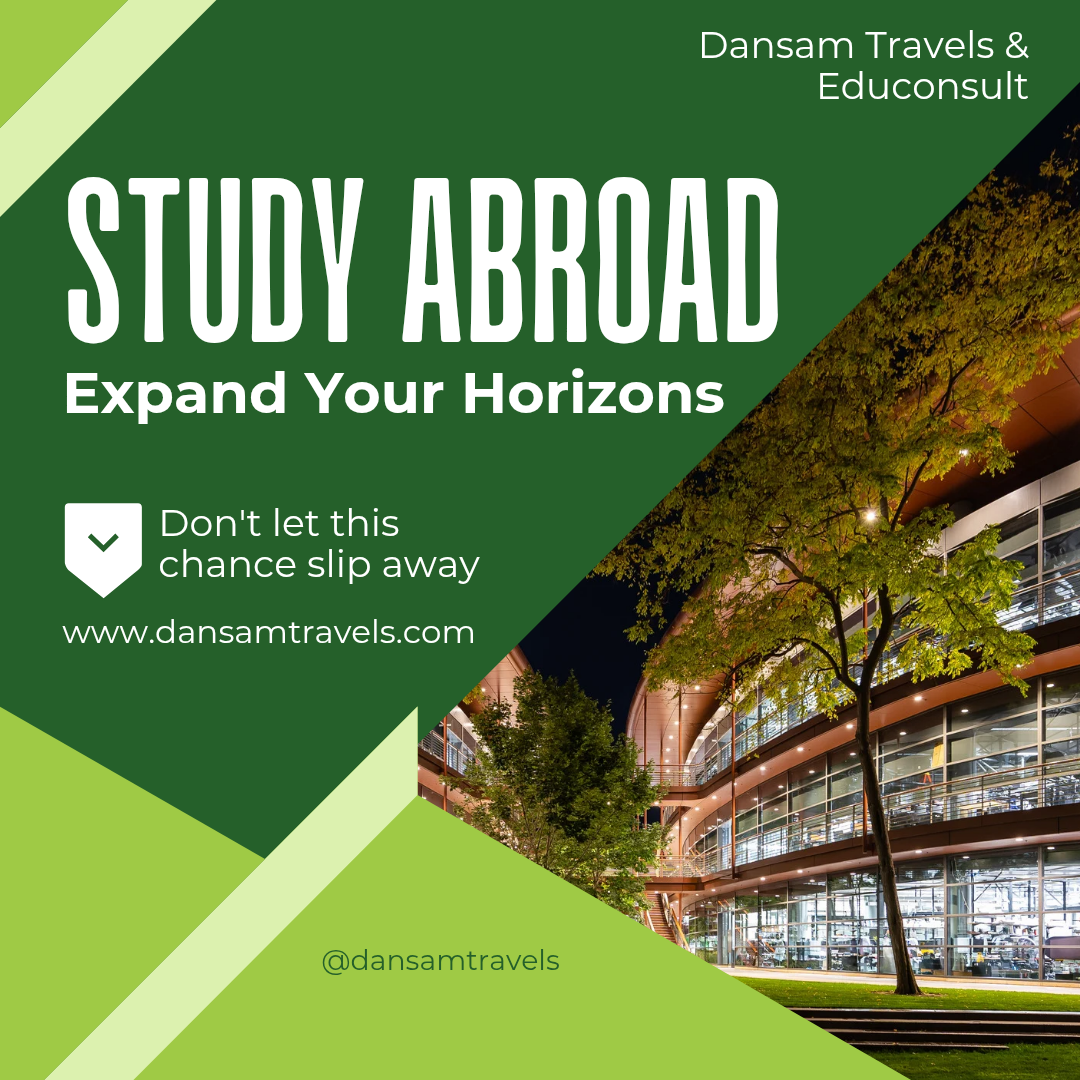 Dansam Travels &
Educonsult
STUDY ABROAD
Expand Your Horizons
Don't let this
chance slip away
www.dansamtravels.com
@dansamtravels